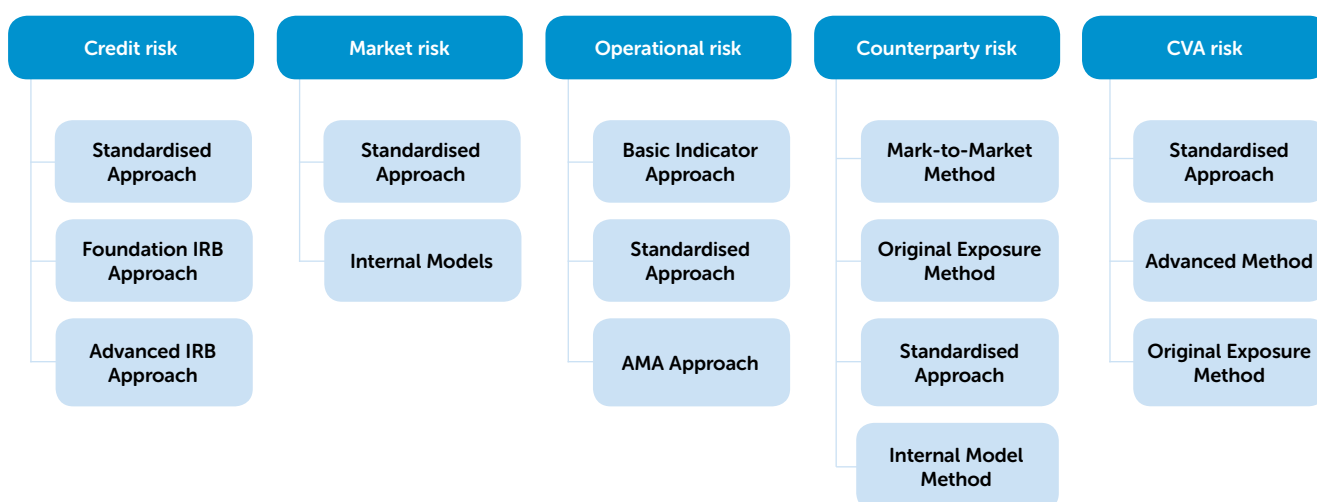 Credit risk
Standardised
Approach
Foundation IRB
Approach
Advanced IRB
Approach
Market risk
Standardised
Approach
Internal Models
Operational risk
Basic Indicator
Approach
Standardised
Approach
AMA Approach
Counterparty risk
Mark-to-Market
Method
Original Exposure
Method
Standardised
Approach
Internal Model
Method
CVA risk
Standardised
Approach
Advanced Method
Original Exposure
Method